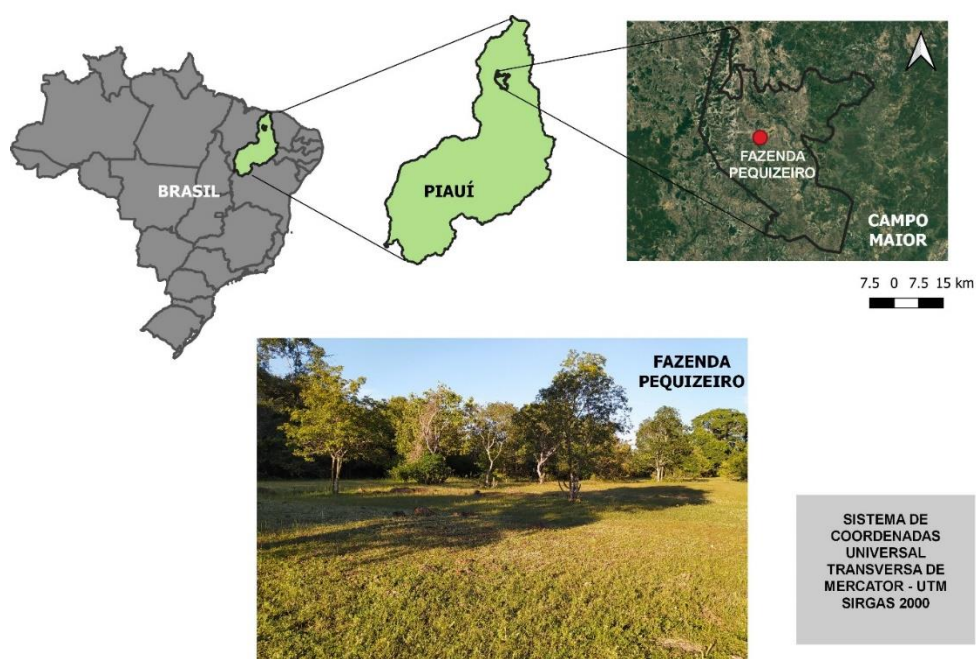 BRASIL
PIAUÍ
FAZENDA
PEQUIZEIRO
CAMPO
MAIOR
7.5 0 7.5 15 km
FAZENDA
PEQUIZEIRO
SISTEMA DE
COORDENADAS
UNIVERSAL
TRANSVERSA DE
MERCATOR - UTM
SIRGAS 2000